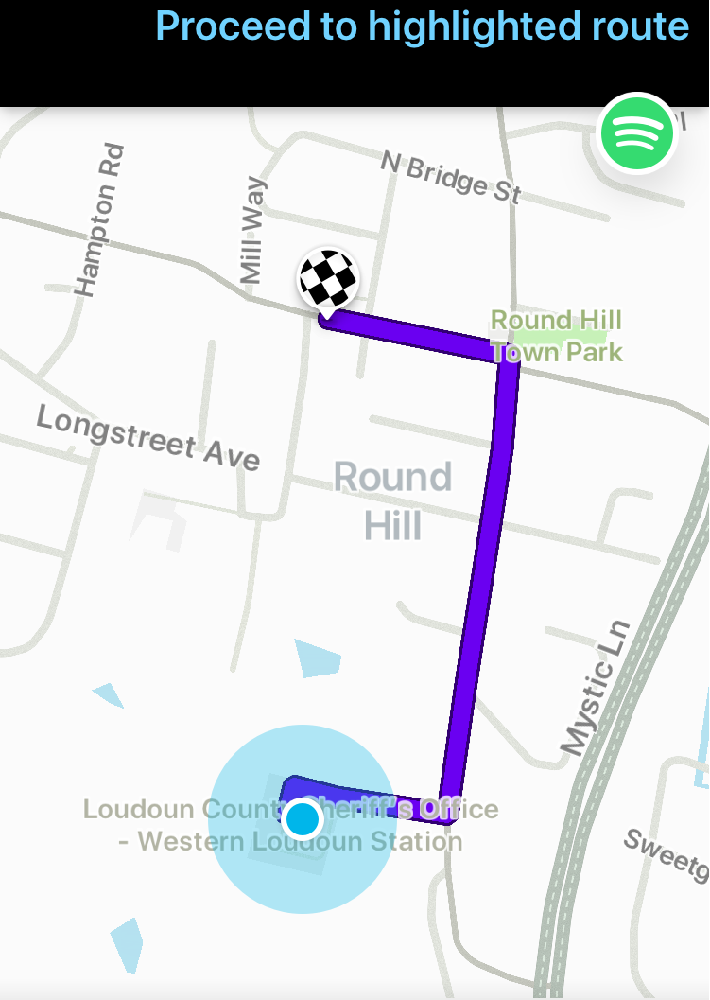 Proceed to highlighted route
Hampton Rd
Mill Way
N Bridge St
Round Hill
Town Park
Longstreet Ave
Round
Hill
Mystic Ln
Loudoun County Sheriff's Office
- Western Loudoun Station